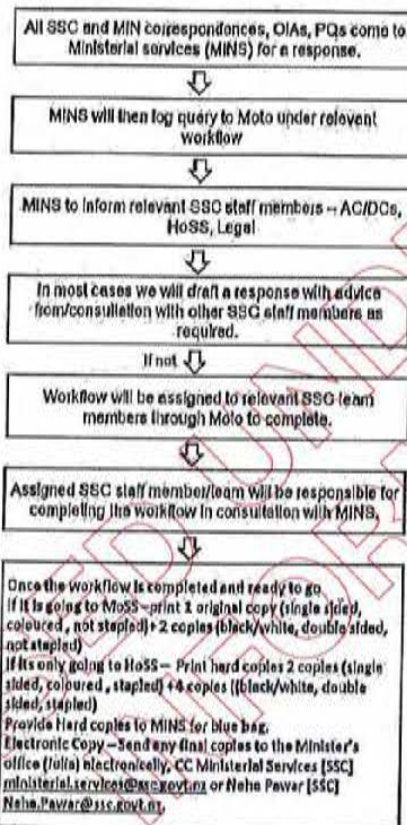 All SSC and MIN correspondances, OIAs, PQs come to
Ministerial services (MINS) for a response.
MINS will then log query to Moto under relevant
workflow
MINS to inform relevant SSC staff members – AC/DCs,
HoSS, Legal
In most cases we will draft a response with advice
from/consultation with other SSC staff members as
required.
If not
Workflow will be assigned to relevant SSC team
members through Moto to complete.
Assigned SSC staff member/team will be responsible for
completing the workflow in consultation with MINS.
Once the workflow is completed and ready to go
If it is going to MoSS – print 1 original copy (single sided,
coloured , not stapled) + 2 copies (black/white, double sided,
not stapled)
If its only going to HoSS – Print hard copies 2 copies (single
sided, coloured , stapled) +4 copies ((black/white, double
sided, stapled)
Provide Hard copies to MINS for blue bag.
Electronic Copy – Send any final copies to the Minister's
office (Julia) electronically, CC Ministerial Services [SSC]
ministerial.services@ssc.govt.nz or Neha Pawar [SSC]
Neha.Pawar@ssc.govt.nz.